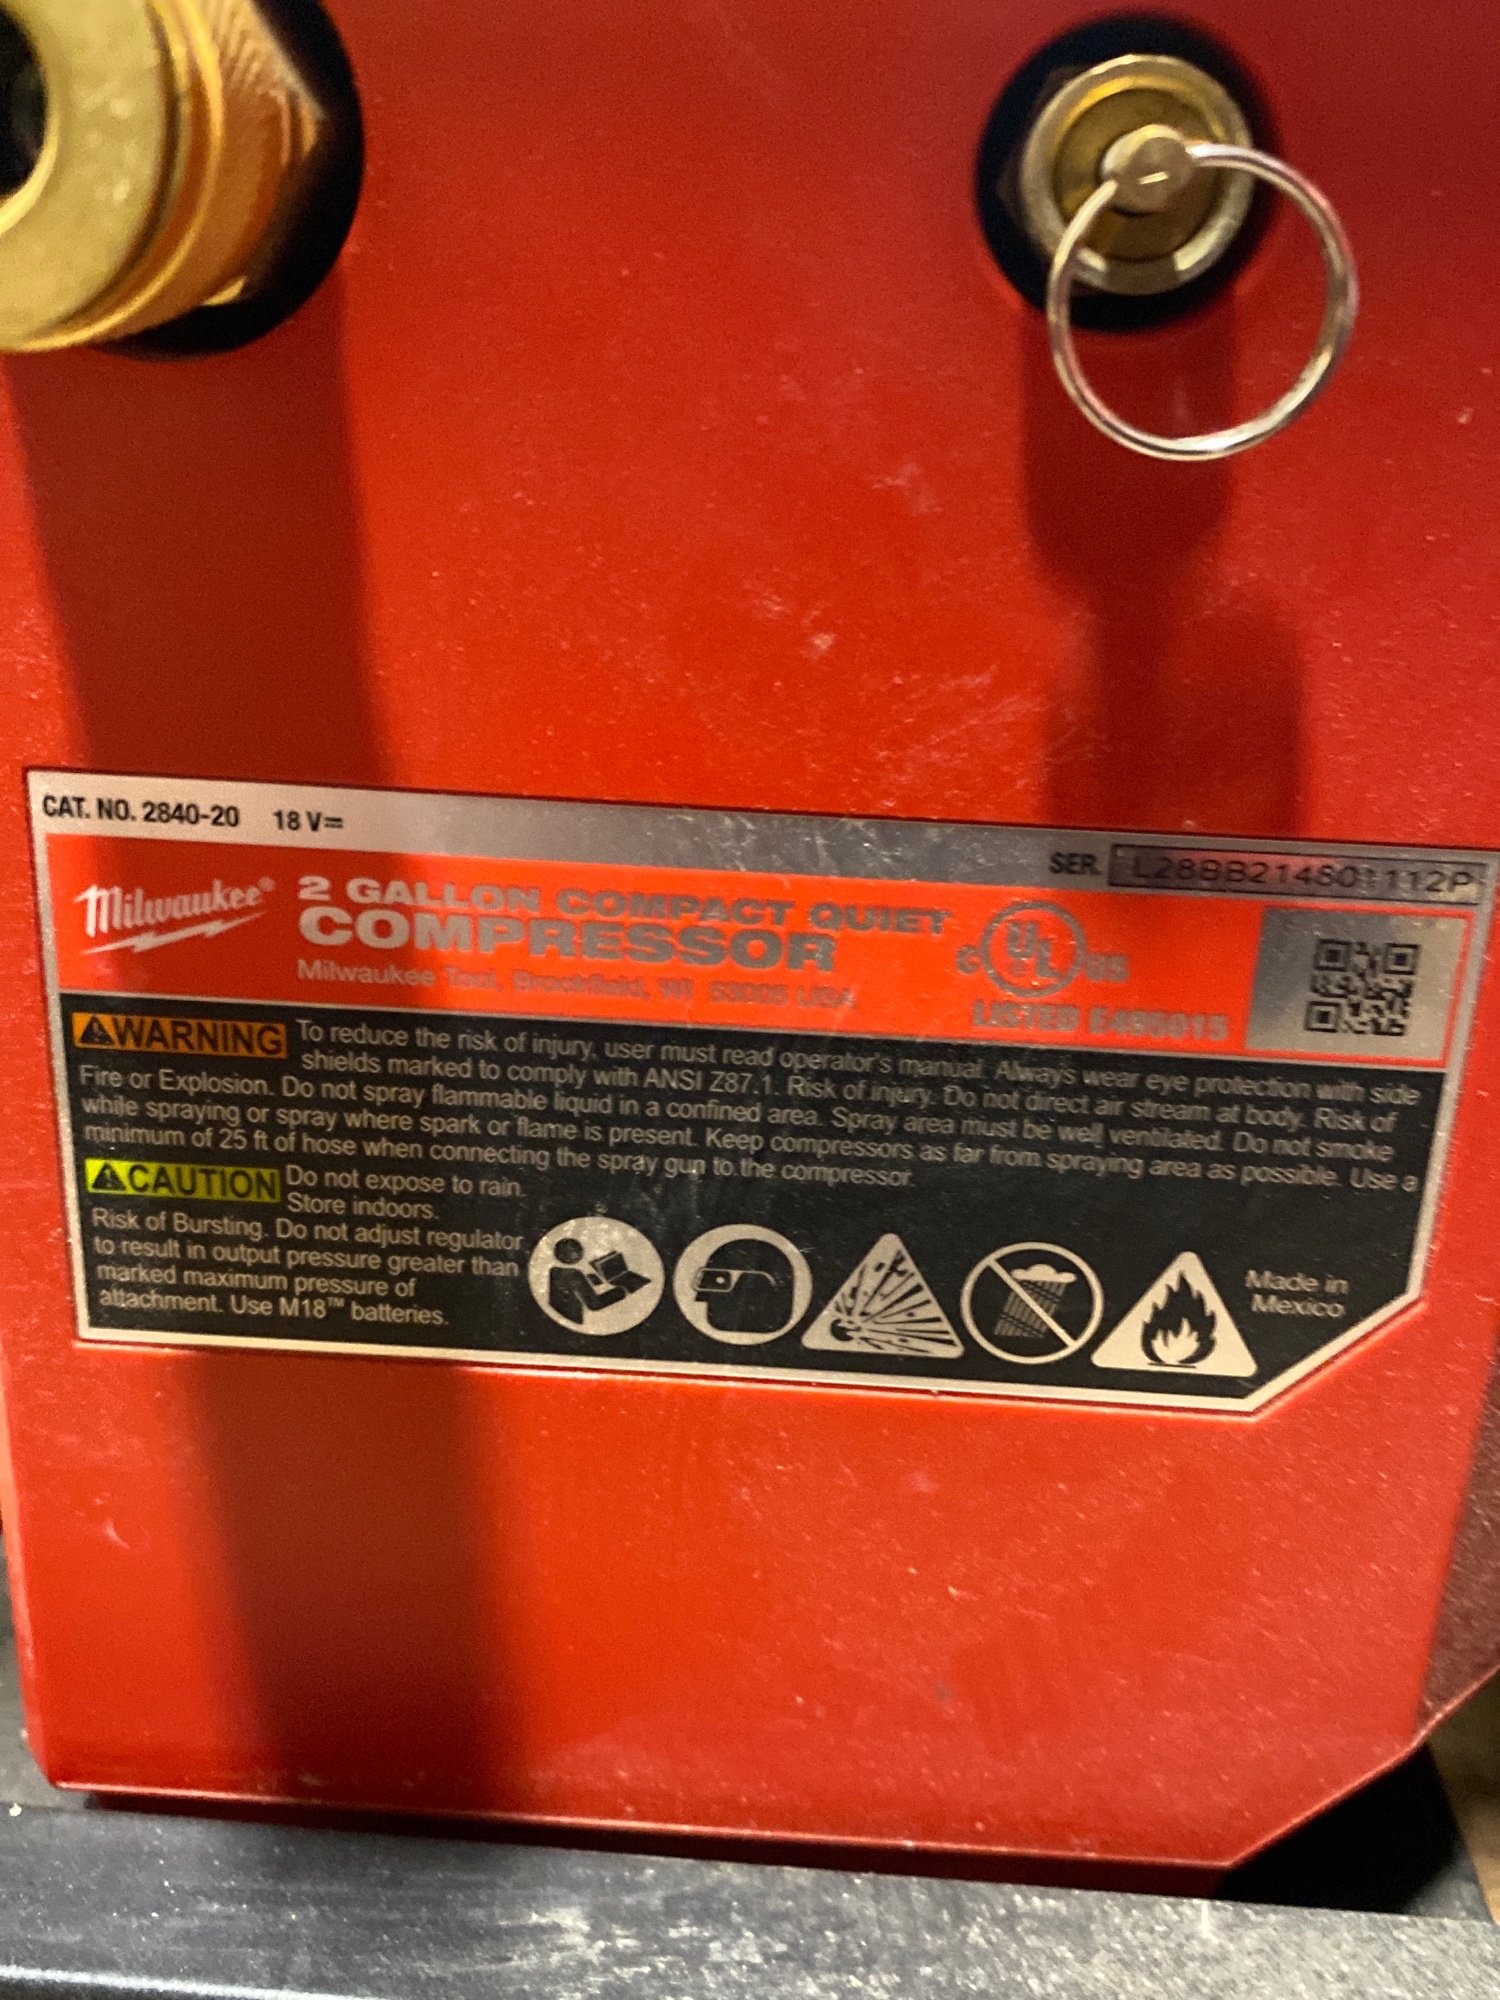 CAT. NO. 2840-20 18 V⎓
SER. L28BB214801112P
Milwaukee®
2 GALLON COMPACT QUIET
COMPRESSOR
Milwaukee Tool, Brookfield, WI 53005 USA
C UL US
LISTED
WARNING To reduce the risk of injury, user must read operator's manual. Always wear eye protection with side
shields marked to comply with ANSI Z87.1. Risk of injury. Do not direct air stream at body. Risk of
Fire or Explosion. Do not spray flammable liquid in a confined area. Spray area must be well ventilated. Do not smoke
while spraying or spray where spark or flame is present. Keep compressors as far from spraying area as possible. Use a
minimum of 25 ft of hose when connecting the spray gun to the compressor.
CAUTION Do not expose to rain.
Store indoors.
Risk of Bursting. Do not adjust regulator
to result in output pressure greater than
marked maximum pressure of
attachment. Use M18™ batteries.
Made in
Mexico